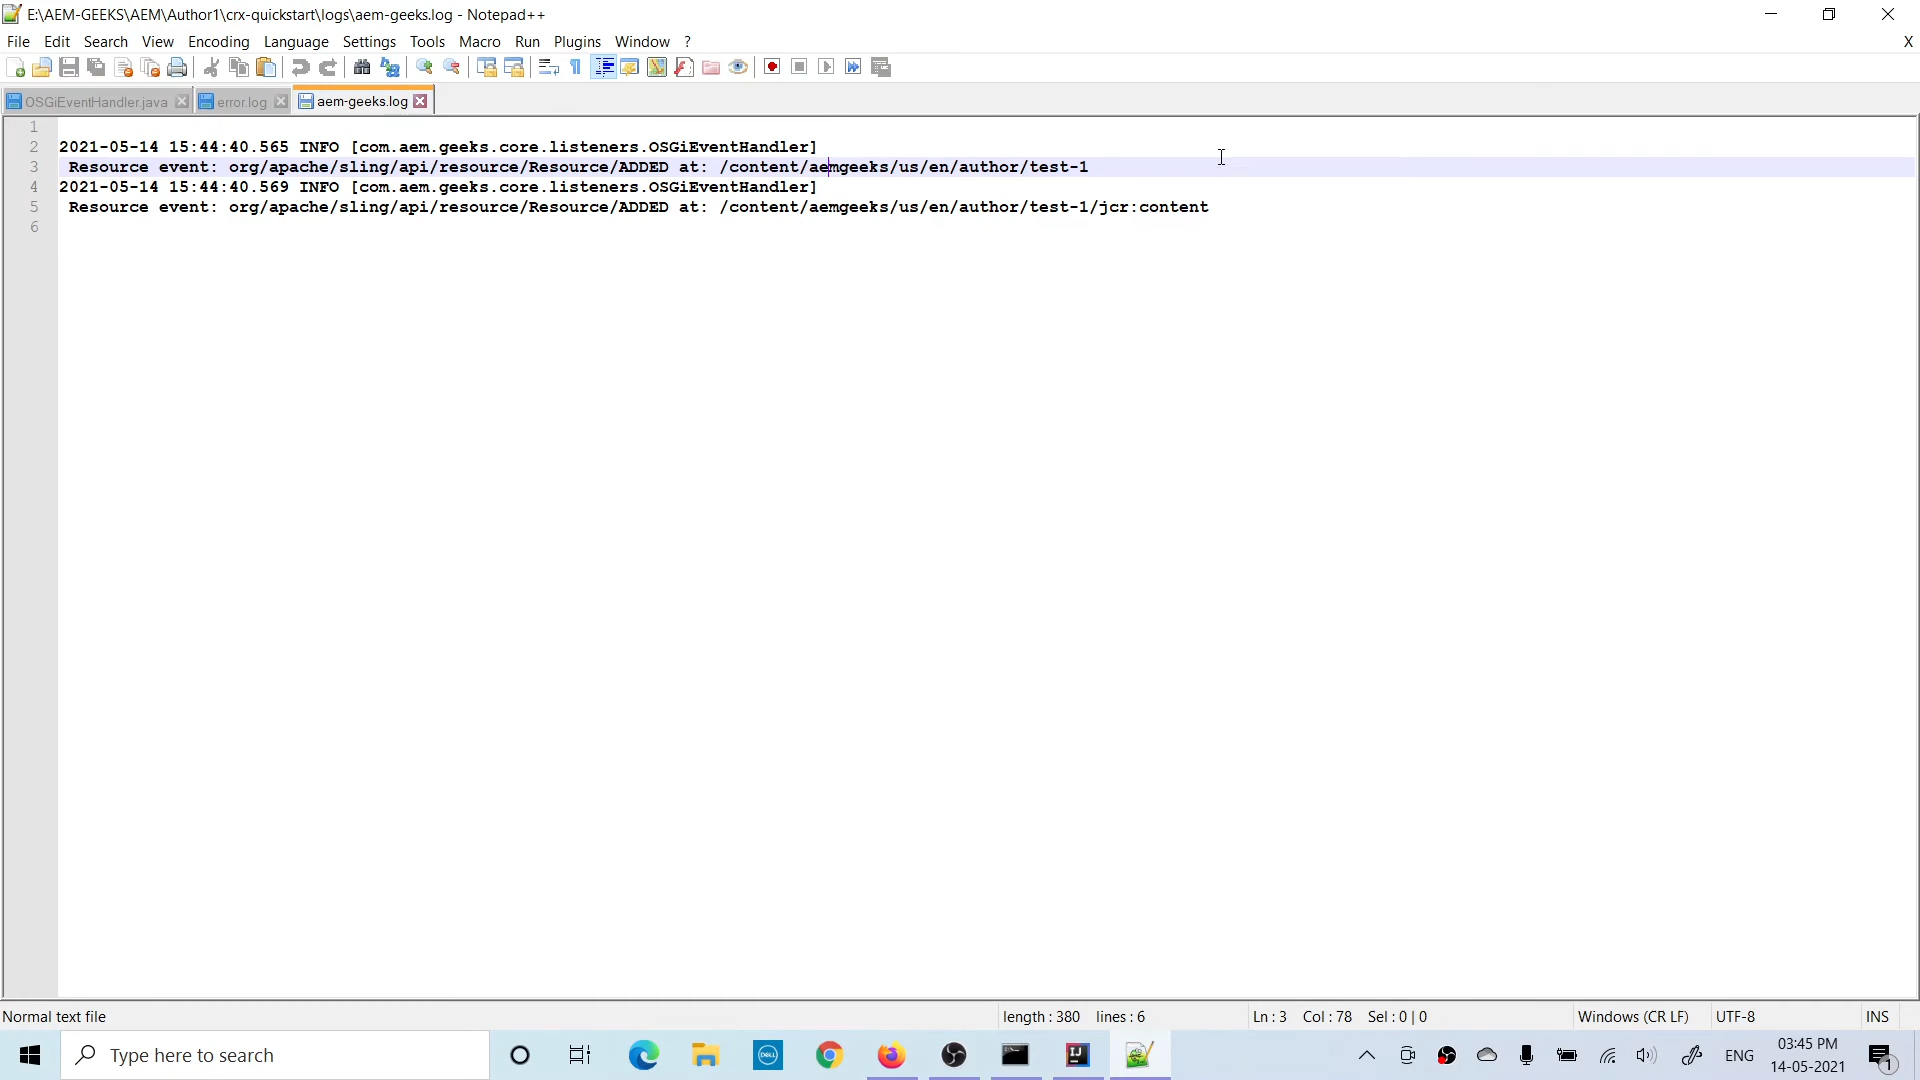 E:\AEM-GEEKS\AEM\Author1\crx-quickstart\logs\aem-geeks.log - Notepad++
File Edit Search View Encoding Language Settings Tools Macro Run Plugins Window ? X
OSGiEventHandler.java error.log aem-geeks.log
1
2 2021-05-14 15:44:40.565 INFO [com.aem.geeks.core.listeners.OSGiEventHandler]
3 Resource event: org/apache/sling/api/resource/Resource/ADDED at: /content/aemgeeks/us/en/author/test-1
4 2021-05-14 15:44:40.569 INFO [com.aem.geeks.core.listeners.OSGiEventHandler]
5 Resource event: org/apache/sling/api/resource/Resource/ADDED at: /content/aemgeeks/us/en/author/test-1/jcr:content
6
Normal text file length : 380 lines : 6 Ln : 3 Col : 78 Sel : 0 | 0 Windows (CR LF) UTF-8 INS
Type here to search DELL IJ ENG 03:45 PM
14-05-2021 1